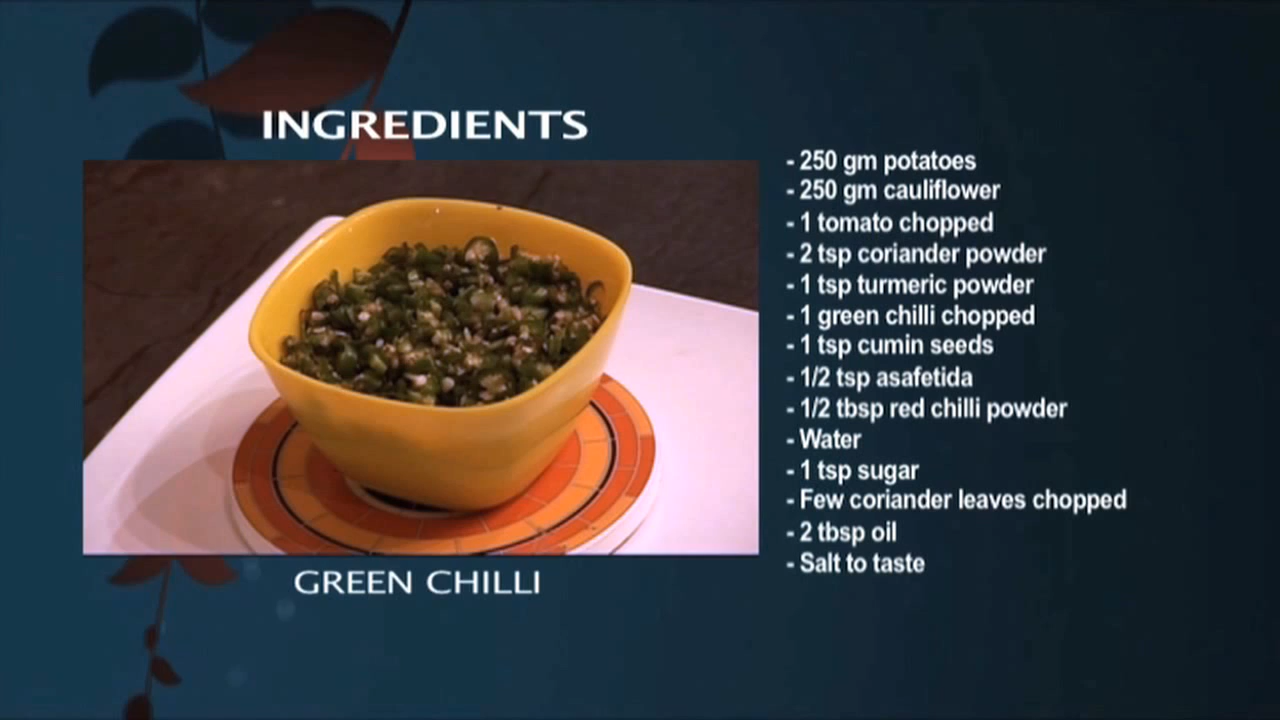 INGREDIENTS
- 250 gm potatoes
- 250 gm cauliflower
- 1 tomato chopped
- 2 tsp coriander powder
- 1 tsp turmeric powder
- 1 green chilli chopped
- 1 tsp cumin seeds
- 1/2 tsp asafetida
- 1/2 tbsp red chilli powder
- Water
- 1 tsp sugar
- Few coriander leaves chopped
- 2 tbsp oil
- Salt to taste
GREEN CHILLI